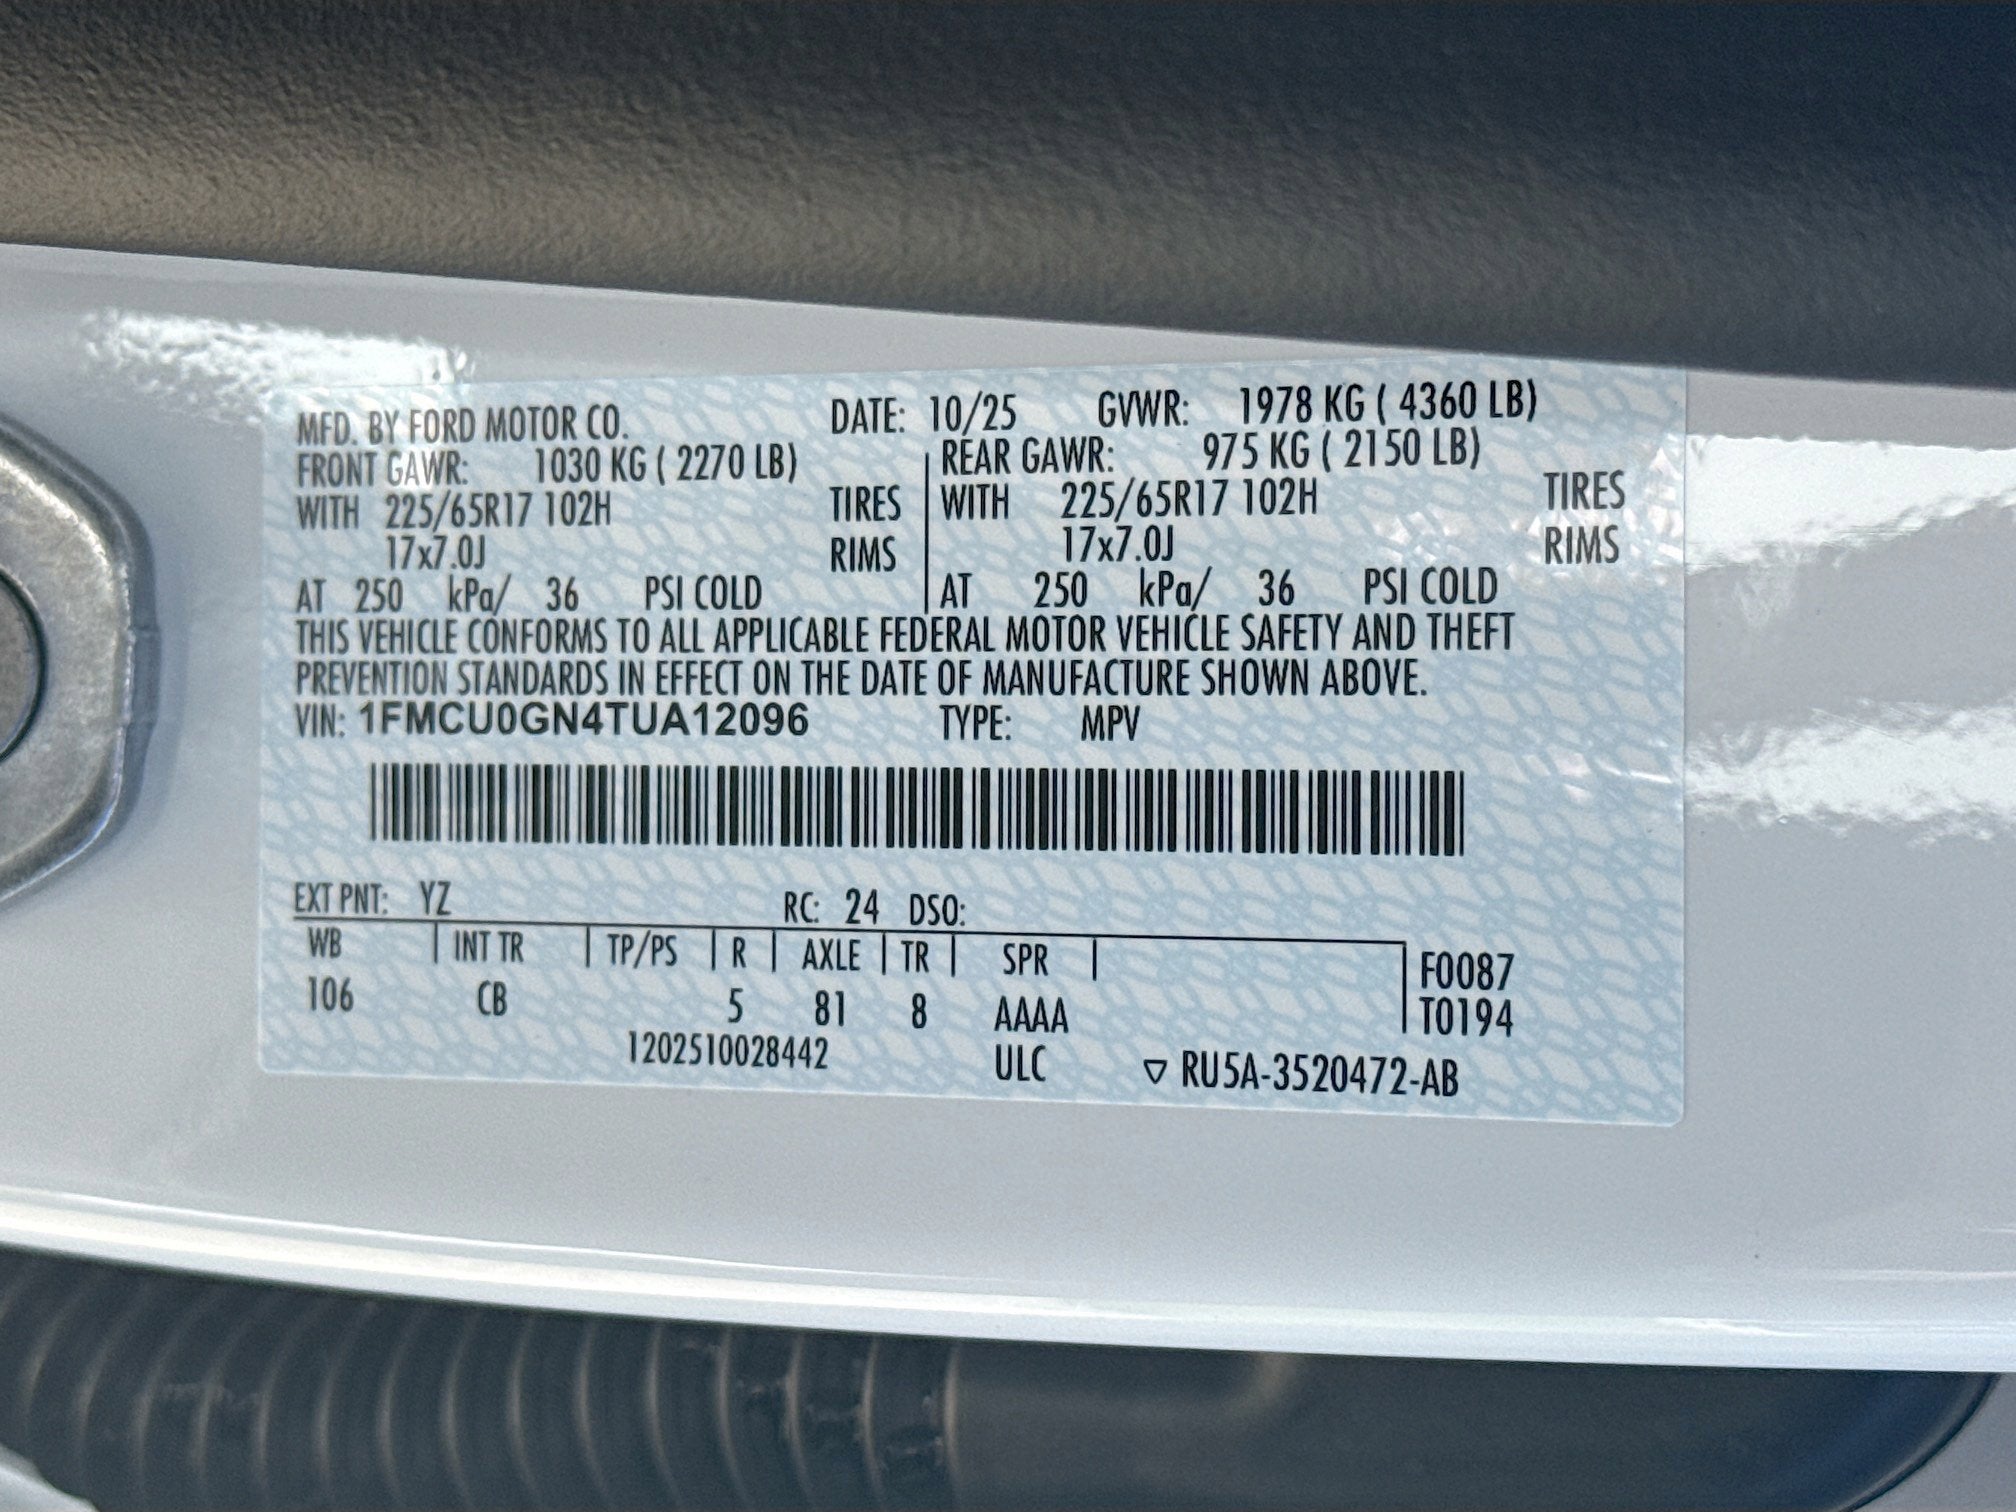 MFD. BY FORD MOTOR CO. DATE: 10/25 GVWR: 1978 KG ( 4360 LB)
FRONT GAWR: 1030 KG ( 2270 LB) REAR GAWR: 975 KG ( 2150 LB)
WITH 225/65R17 102H TIRES WITH 225/65R17 102H TIRES
17x7.0J RIMS 17x7.0J RIMS
AT 250 kPa/ 36 PSI COLD AT 250 kPa/ 36 PSI COLD
THIS VEHICLE CONFORMS TO ALL APPLICABLE FEDERAL MOTOR VEHICLE SAFETY AND THEFT
PREVENTION STANDARDS IN EFFECT ON THE DATE OF MANUFACTURE SHOWN ABOVE.
VIN: 1FMCU0GN4TUA12096 TYPE: MPV
EXT PNT: YZ RC: 24 DSO:
WB INT TR TP/PS R AXLE TR SPR F0087
106 CB 5 81 8 AAAA T0194
1202510028442 ULC ▽ RU5A-3520472-AB